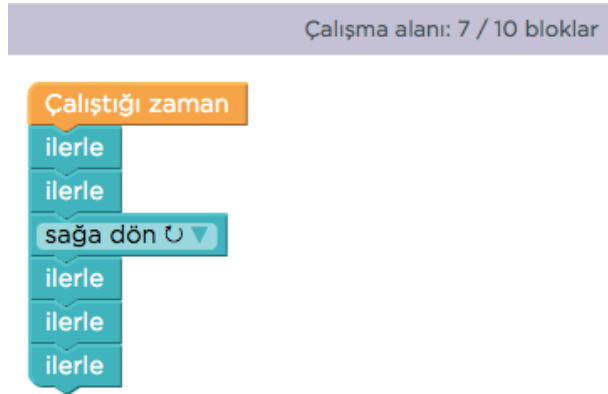 Çalışma alanı: 7 / 10 bloklar
Çalıştığı zaman
ilerle
ilerle
sağa dön ↻ ▼
ilerle
ilerle
ilerle